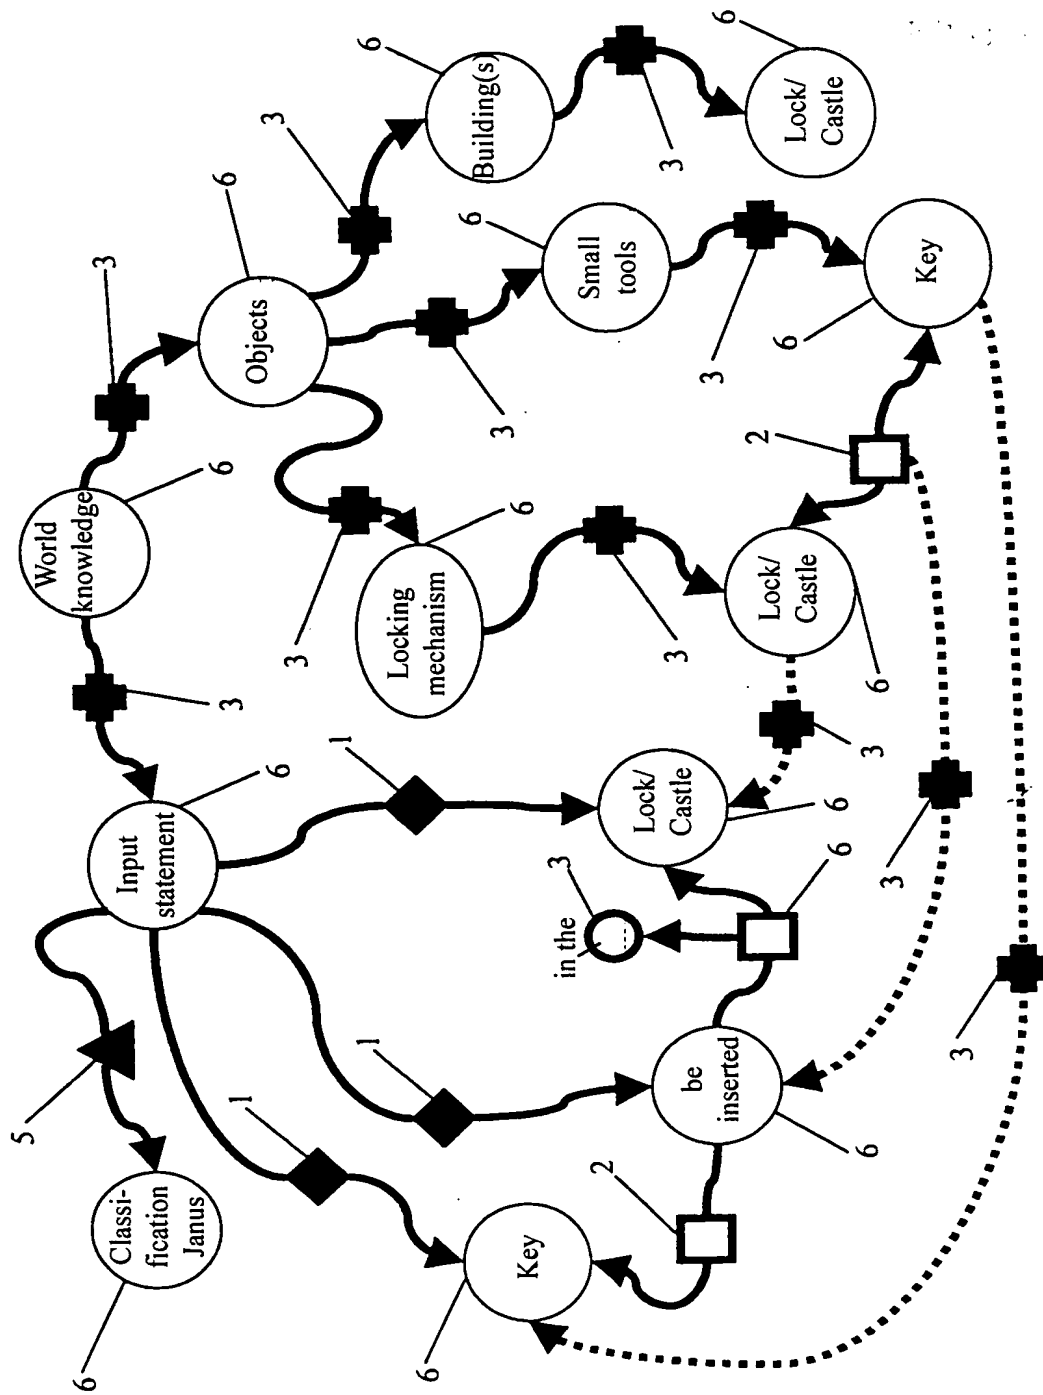 5
World
knowledge
6
3
Classi-
fication
Janus
Input
statement
6
6
3
1
Objects
3
6
3
1
1
6
Locking
mechanism
6
6
6
Building(s)
3
6
Key
in the
3
Small
tools
2
Lock/
Castle
3
3
be
inserted
3
2
Lock/
Castle
6
6
Lock/
Castle
6
6
6
3
6
3
Key
3